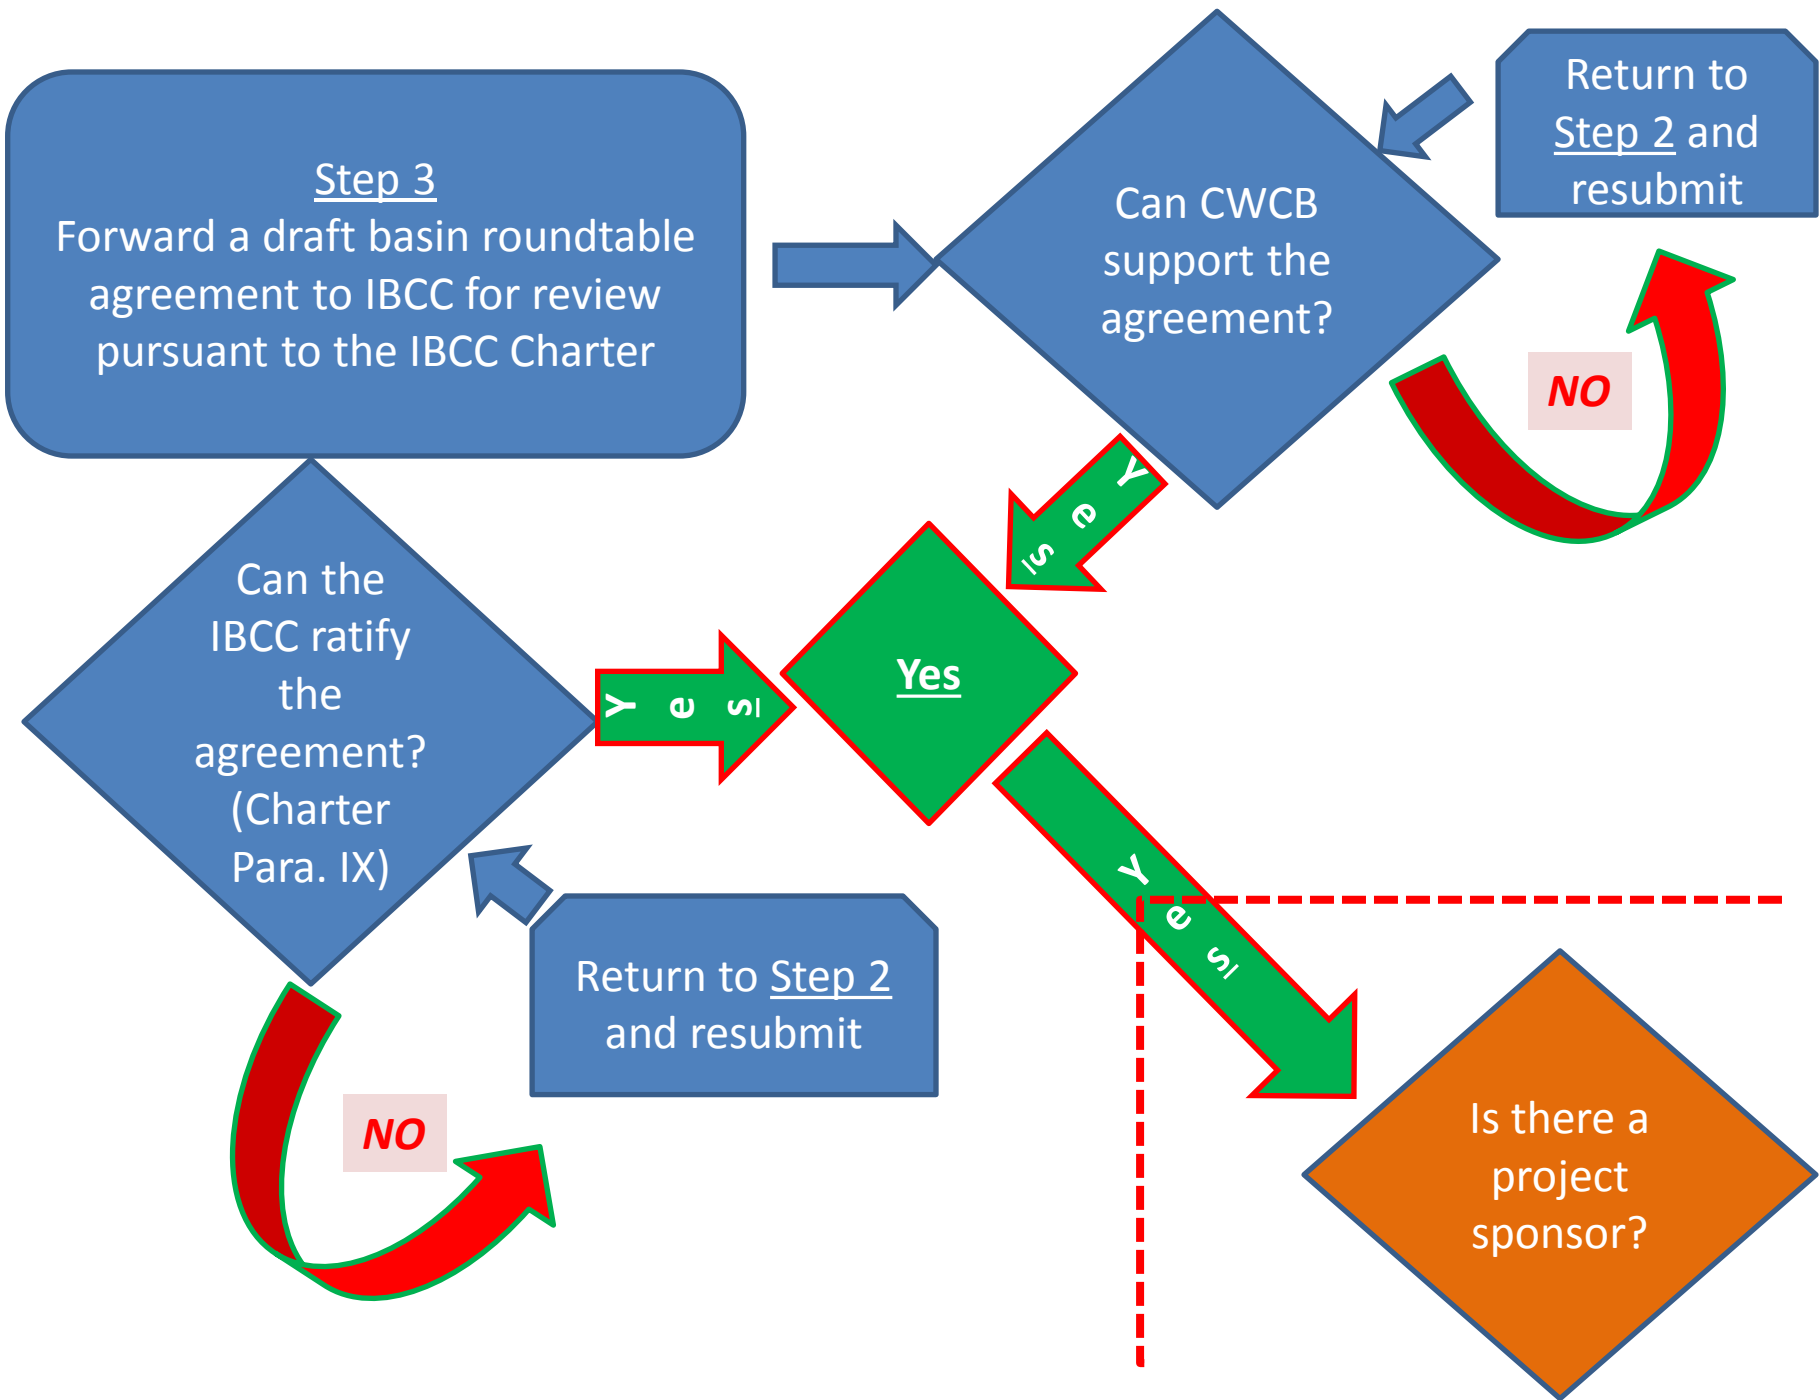 Step 3
Forward a draft basin roundtable
agreement to IBCC for review
pursuant to the IBCC Charter
Can CWCB
support the
agreement?
Return to
Step 2 and
resubmit
NO
Yes
Can the
IBCC ratify
the
agreement?
(Charter
Para. IX)
Yes
Yes
Yes
Return to Step 2
and resubmit
NO
Is there a
project
sponsor?